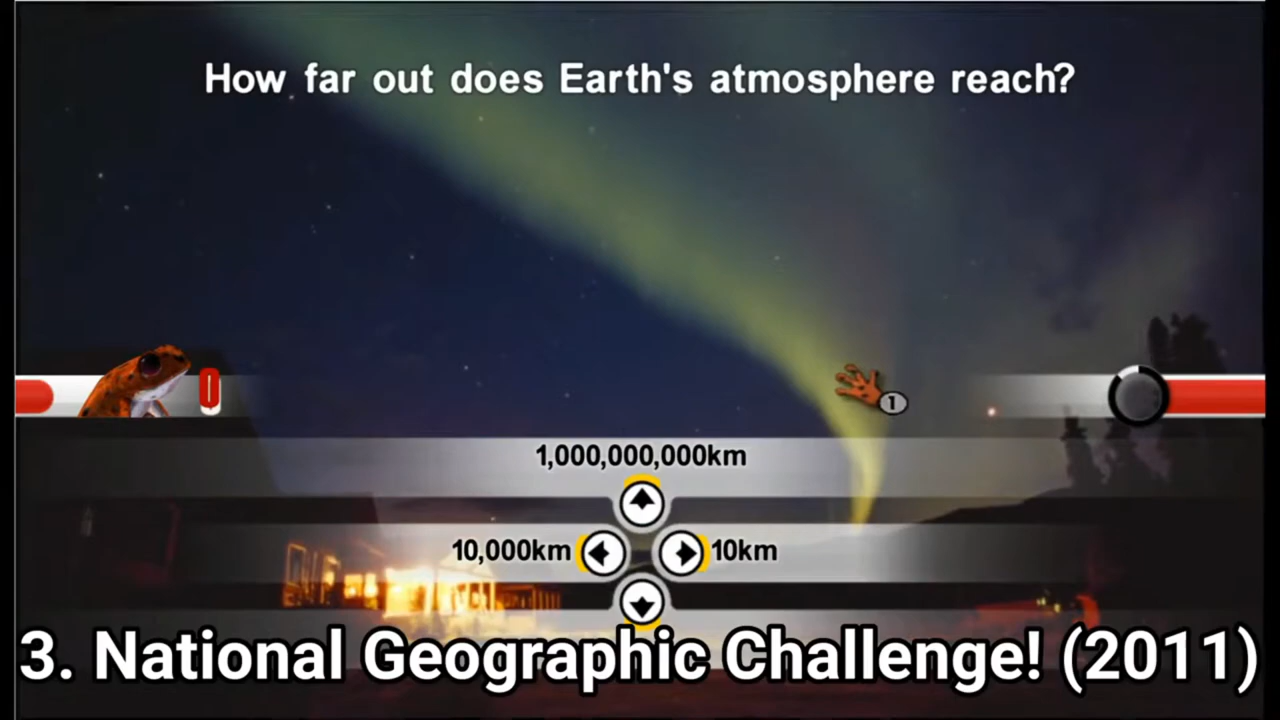 How far out does Earth's atmosphere reach?
1
1,000,000,000km
10,000km
10km
3. National Geographic Challenge! (2011)